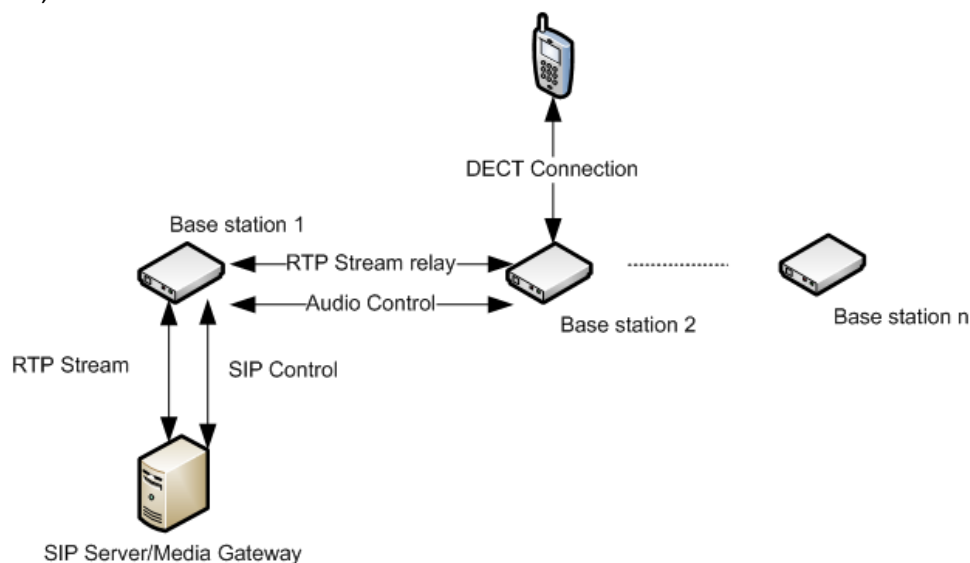 DECT Connection
Base station 1
RTP Stream relay
Audio Control
Base station 2
Base station n
RTP Stream
SIP Control
SIP Server/Media Gateway